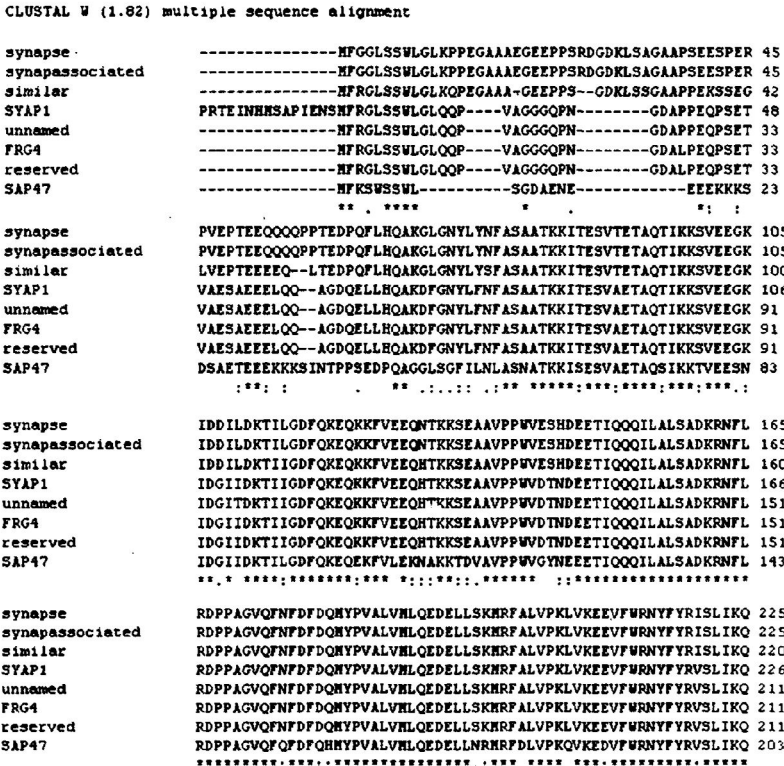 CLUSTAL W (1.82) multiple sequence alignment
synapse ---------------MFGGLSSWLGLKPPEGAAAEGEEPPSRDGDKLSAGAAPSEESPER 45
synapassociated ---------------MFRGLSSWLGLKPPEGAAAEGEEPPSRDGDKLSAGAAPSEESPER 45
similar ---------------MFRGLSSWLGLKQPEGAAA-GEEPPS--GDKLSSGAAPPEKSSEG 42
SYAP1 PRTEINHMSAPIENSMFRGLSSWLGLQQP----VAGGGQPN--------GDAPPEQPSET 48
unnamed ---------------MFRGLSSWLGLQQP----VAGGGQPN--------GDAPPEQPSET 33
FRG4 ---------------MFRGLSSWLGLQQP----VAGGGQPN--------GDALPEQPSET 33
reserved ---------------MFRGLSSWLGLQQP----VAGGGQPN--------GDALPEQPSET 33
SAP47 ---------------MFKSWSSWL----------SGDAENE-----------EEEKKKS 23
** . **** * . *: :
synapse PVEPTEEQQQQPPTEDPQFLHQAKGLGNYLYNFASAATKKITESVTETAQTIKKSVEEGK 105
synapassociated PVEPTEEQQQQPPTEDPQFLHQAKGLGNYLYNFASAATKKITESVTETAQTIKKSVEEGK 105
similar LVEPTEEEEQ--LTEDPQFLHQAKGLGNYLYSFASAATKKITESVTETAQTIKKSVEEGK 100
SYAP1 VAESAEEELQQ--AGDQELLHQAKDFGNYLFNFASAATKKITESVAETAQTIKKSVEEGK 106
unnamed VAESAEEELQQ--AGDQELLHQAKDFGNYLFNFASAATKKITESVAETAQTIKKSVEEGK 91
FRG4 VAESAEEELQQ--AGDQELLHQAKDFGNYLFNFASAATKKITESVAETAQTIKKSVEEGK 91
reserved VAESAEEELQQ--AGDQELLHQAKDFGNYLFNFASAATKKITESVAETAQTIKKSVEEGK 91
SAP47 DSAETEEEKKKSINTPPSEDPQAGGLSGFILNLASNATKKISESVAETAQSIKKTVEESN 83
:**: : . ** .:..:: .:** *****:***:****:***:***.:
synapse IDDILDKTILGDFQKEQKKFVEEQNTKKSEAAVPPWVESHDEETIQQQILALSADKRNFL 165
synapassociated IDDILDKTILGDFQKEQKKFVEEQNTKKSEAAVPPWVESHDEETIQQQILALSADKRNFL 165
similar IDDILDKTIIGDFQKEQKKFVEEQHTKKSEAAVPPWVESHDEETIQQQILALSADKRNFL 160
SYAP1 IDGIIDKTIIGDFQKEQKKFVEEQHTKKSEAAVPPWVDTNDEETIQQQILALSADKRNFL 166
unnamed IDGITDKTIIGDFQKEQKKFVEEQHTKKSEAAVPPWVDTNDEETIQQQILALSADKRNFL 151
FRG4 IDGIIDKTIIGDFQKEQKKFVEEQHTKKSEAAVPPWVDTNDEETIQQQILALSADKRNFL 151
reserved IDGIIDKTIIGDFQKEQKKFVEEQHTKKSEAAVPPWVDTNDEETIQQQILALSADKRNFL 151
SAP47 IDGIIDKTILGDFQKEQEKFVLEKNAKKTDVAVPPWVGYNEEETIQQQILALSADKRNFL 143
**.* ****:*******:*** *:::**::.****** ::*******************
synapse RDPPAGVQFNFDFDQMYPVALVMLQEDELLSKMRFALVPKLVKEEVFWRNYFYRISLIKQ 225
synapassociated RDPPAGVQFNFDFDQMYPVALVMLQEDELLSKMRFALVPKLVKEEVFWRNYFYRISLIKQ 225
similar RDPPAGVQFNFDFDQMYPVALVMLQEDELLSKMRFALVPKLVKEEVFWRNYFYRISLIKQ 220
SYAP1 RDPPAGVQFNFDFDQMYPVALVMLQEDELLSKMRFALVPKLVKEEVFWRNYFYRVSLIKQ 226
unnamed RDPPAGVQFNFDFDQMYPVALVMLQEDELLSKMRFALVPKLVKEEVFWRNYFYRVSLIKQ 211
FRG4 RDPPAGVQFNFDFDQMYPVALVMLQEDELLSKMRFALVPKLVKEEVFWRNYFYRVSLIKQ 211
reserved RDPPAGVQFNFDFDQMYPVALVMLQEDELLSKMRFALVPKLVKEEVFWRNYFYRVSLIKQ 211
SAP47 RDPPAGVQFQFDFQHMYPVALVMLQEDELLNRMRFDLVPKQVKEDVFWRNYFYRVSLIKQ 203
*********:***::***************.:*** **** ***:*********:*****